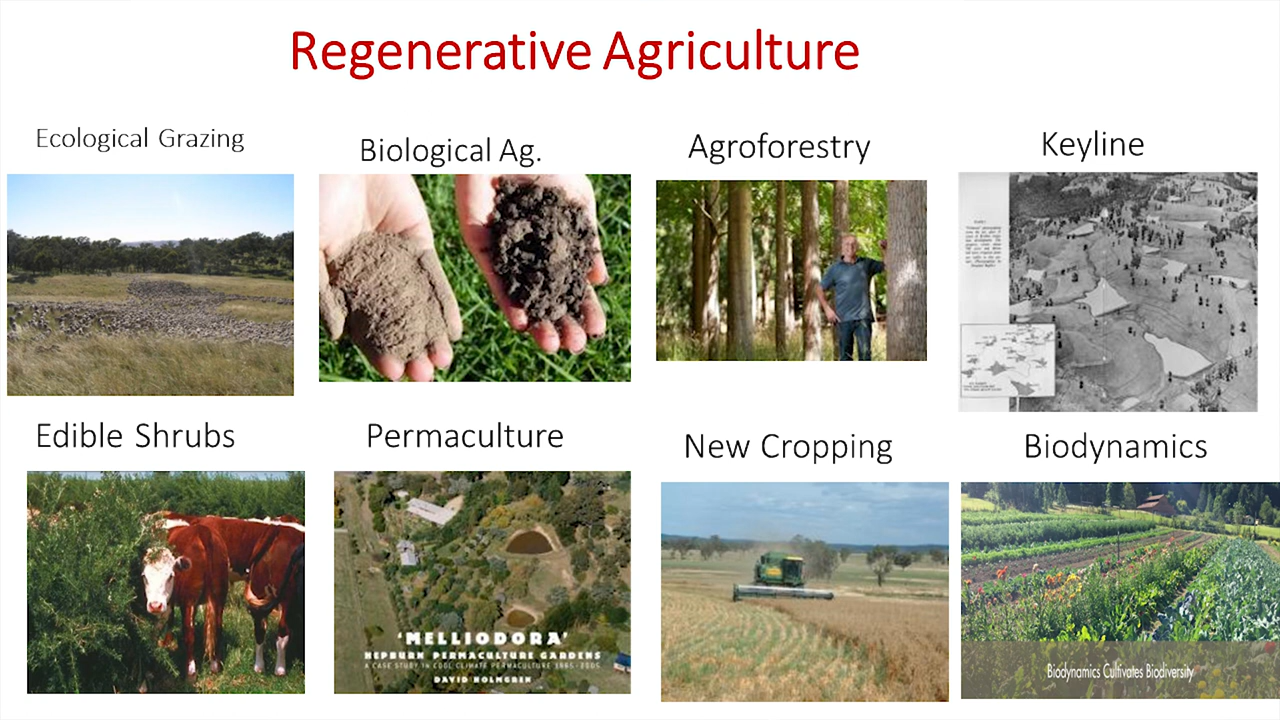 Regenerative Agriculture
Ecological Grazing
Biological Ag.
Agroforestry
Keyline
Edible Shrubs
Permaculture
New Cropping
Biodynamics
'MELLIODORA'
HEPBURN PERMACULTURE GARDENS
A CASE STUDY IN COOL CLIMATE PERMACULTURE 1985-2005
DAVID HOLMGREN
Biodynamics Cultivates Biodiversity